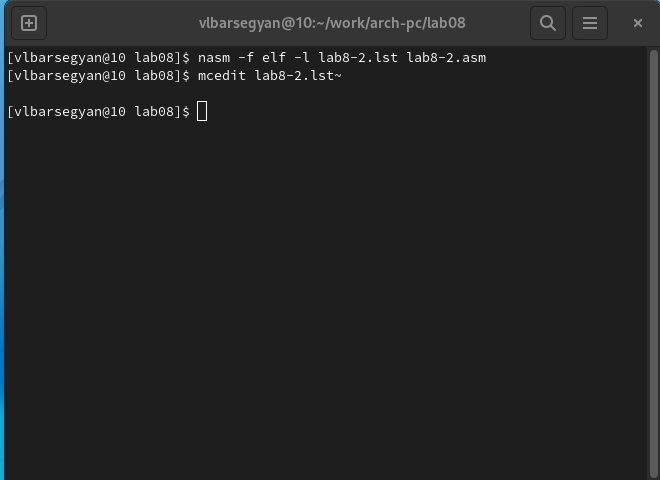 vlbarsegyan@10:~/work/arch-pc/lab08
[vlbarsegyan@10 lab08]$ nasm -f elf -l lab8-2.lst lab8-2.asm
[vlbarsegyan@10 lab08]$ mcedit lab8-2.lst~
[vlbarsegyan@10 lab08]$